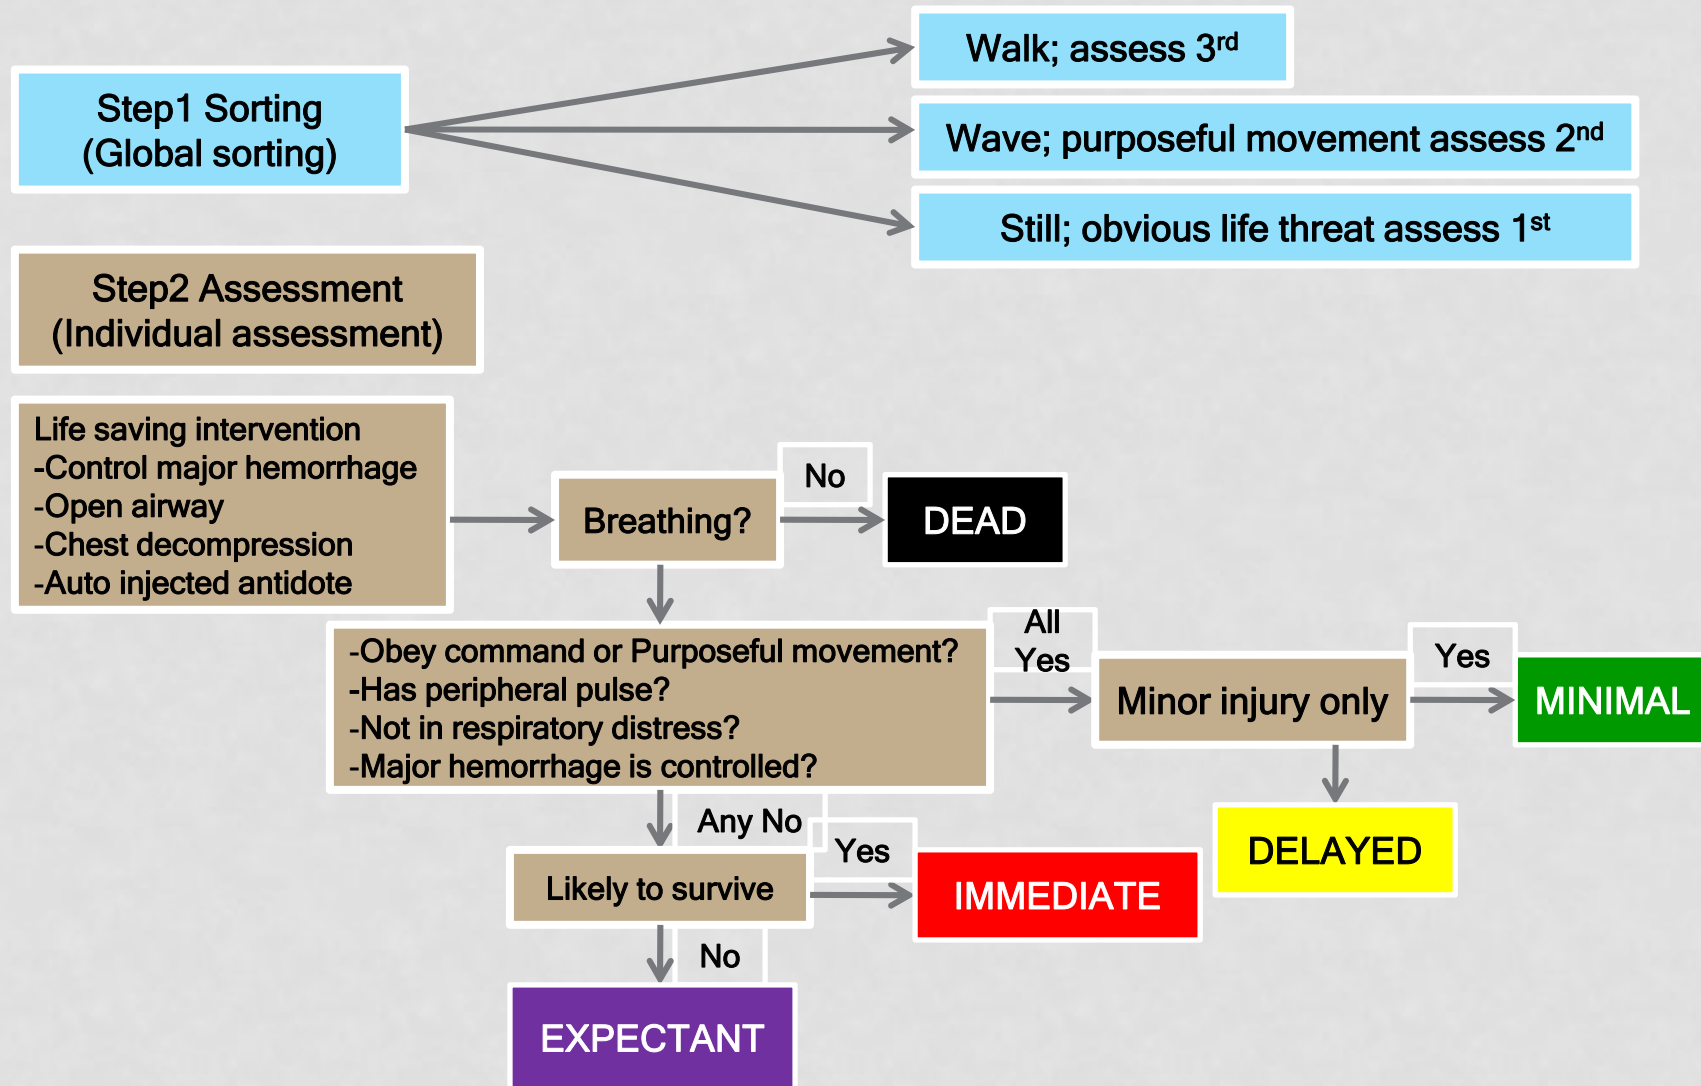 Step1 Sorting
(Global sorting)
Walk; assess 3rd
Wave; purposeful movement assess 2nd
Still; obvious life threat assess 1st
Step2 Assessment
(Individual assessment)
Life saving intervention
-Control major hemorrhage
-Open airway
-Chest decompression
-Auto injected antidote
Breathing?
No
DEAD
-Obey command or Purposeful movement?
-Has peripheral pulse?
-Not in respiratory distress?
-Major hemorrhage is controlled?
All
Yes
Minor injury only
Yes
MINIMAL
DELAYED
Any No
Likely to survive
Yes
IMMEDIATE
No
EXPECTANT